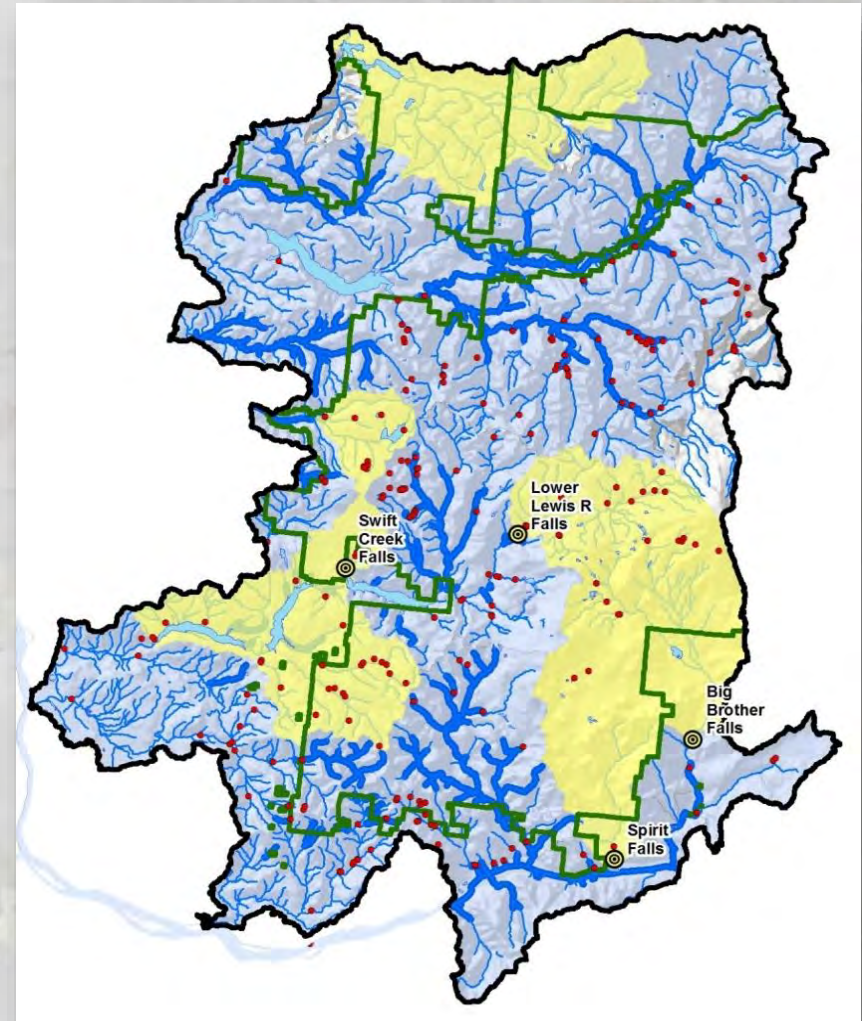 Lower
Lewis R
Falls
Swift
Creek
Falls
Big
Brother
Falls
Spirit
Falls